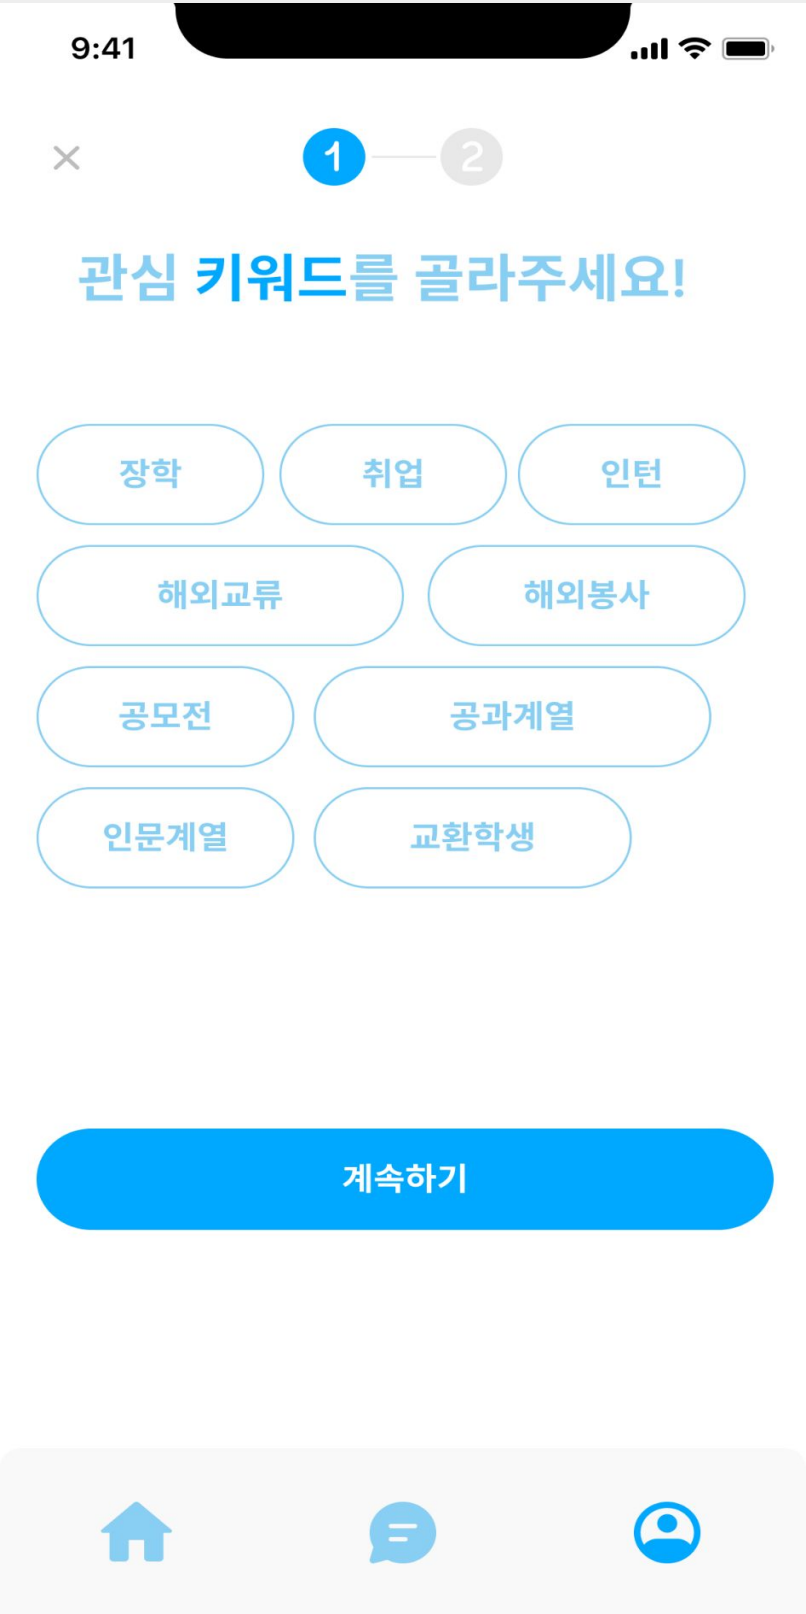 9:41
1 2
관심 키워드를 골라주세요!
장학 취업 인턴
해외교류 해외봉사
공모전 공과계열
인문계열 교환학생
계속하기